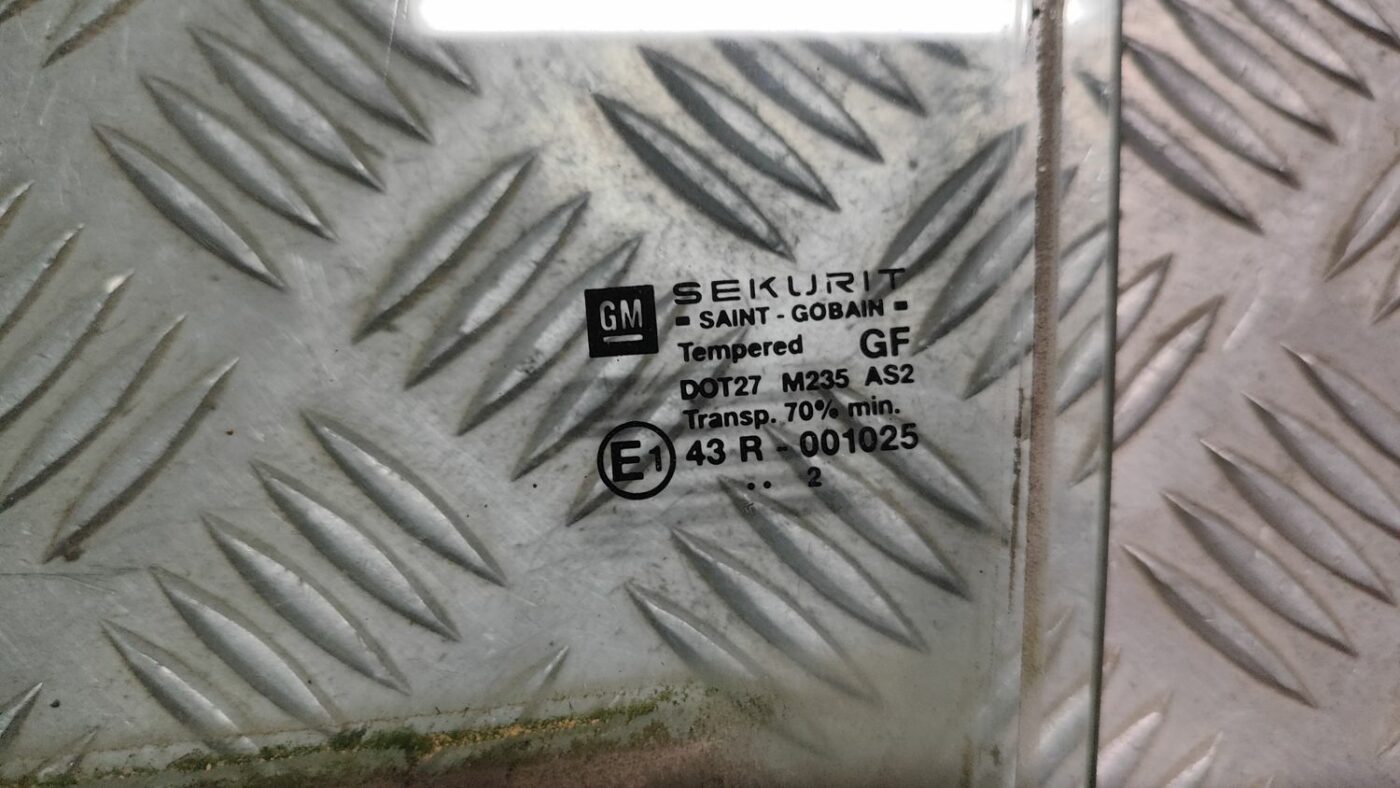 GM
SEKURIT
SAINT - GOBAIN
Tempered GF
DOT27 M235 AS2
Transp. 70% min.
E1 43 R - 001025
.. 2